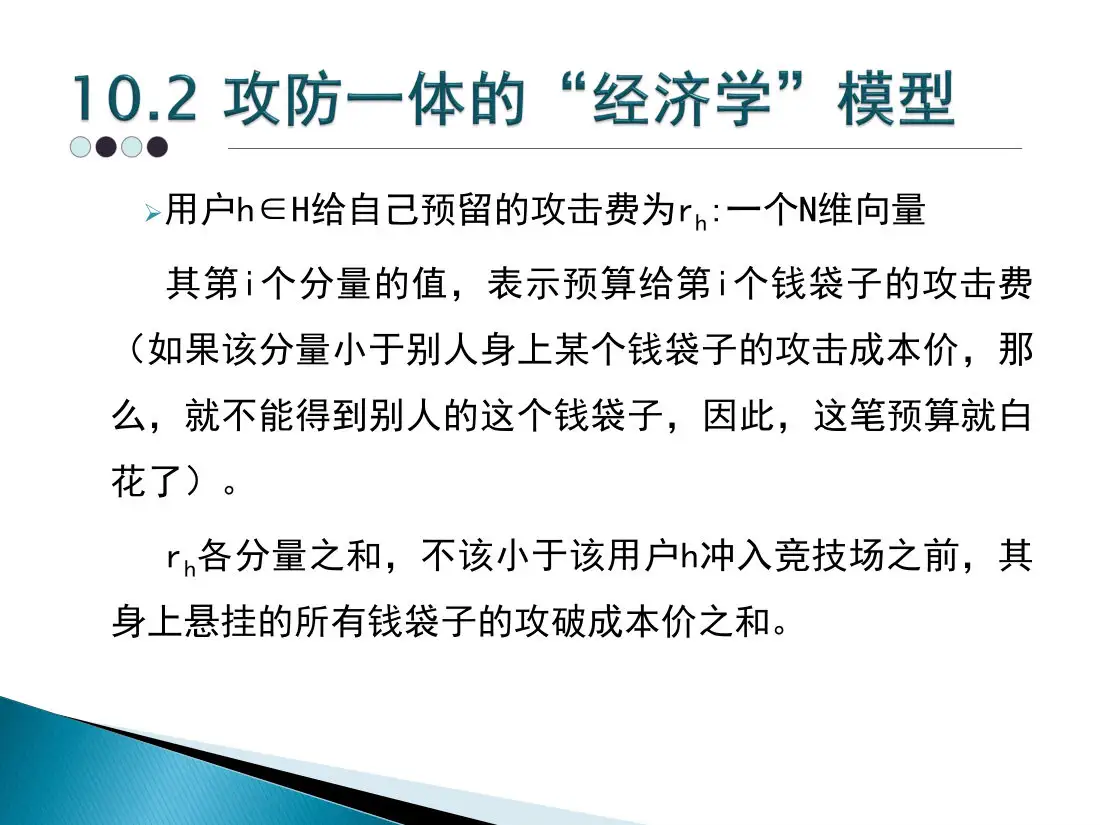 10.2 攻防一体的“经济学”模型
➢用户h∈H给自己预留的攻击费为rh:一个N维向量
其第i个分量的值，表示预算给第i个钱袋子的攻击费
（如果该分量小于别人身上某个钱袋子的攻击成本价，那
么，就不能得到别人的这个钱袋子，因此，这笔预算就白
花了）。
rh各分量之和，不该小于该用户h冲入竞技场之前，其
身上悬挂的所有钱袋子的攻破成本价之和。